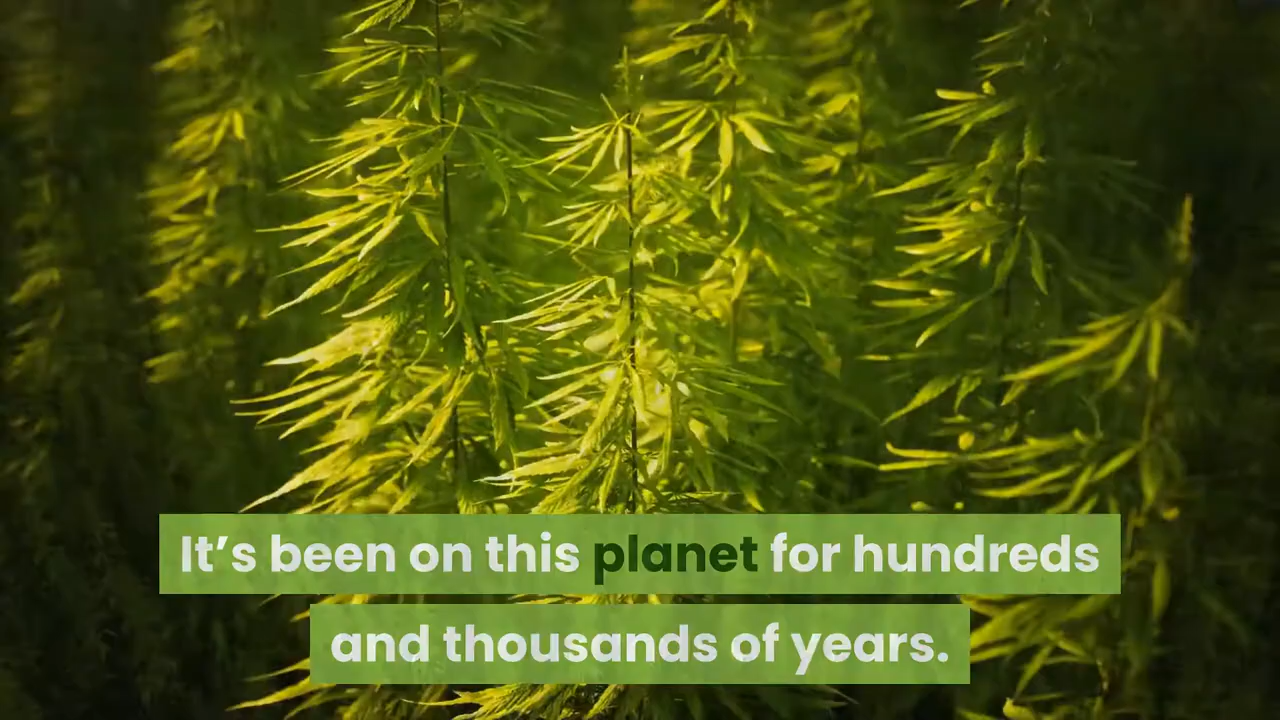 It’s been on this planet for hundreds
and thousands of years.